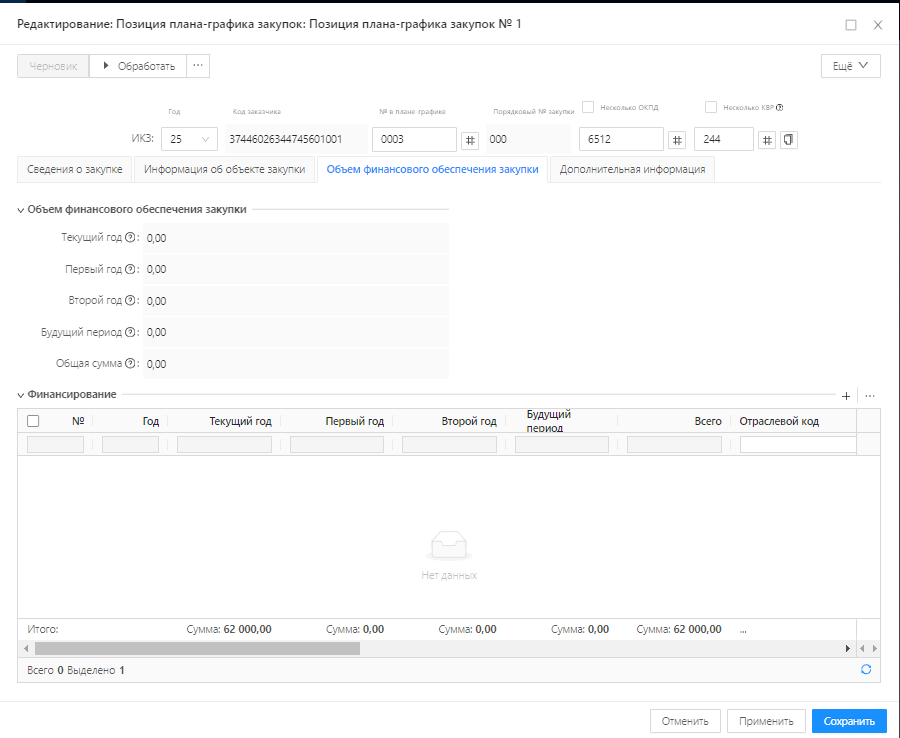 Редактирование: Позиция плана-графика закупок: Позиция плана-графика закупок № 1
Черновик Обработать ... Ещё
Год Код заказчика № в плане-графике Порядковый № закупки Несколько ОКПД Несколько КВР
ИКЗ: 25 37446026344745601001 0003 # 000 6512 # 244 #
Сведения о закупке Информация об объекте закупки Объем финансового обеспечения закупки Дополнительная информация
Объем финансового обеспечения закупки
Текущий год ?: 0,00
Первый год ?: 0,00
Второй год ?: 0,00
Будущий период ?: 0,00
Общая сумма ?: 0,00
Финансирование + ...
№ Год Текущий год Первый год Второй год Будущий период Всего Отраслевой код
Нет данных
Итого: Сумма: 62 000,00 Сумма: 0,00 Сумма: 0,00 Сумма: 0,00 Сумма: 62 000,00 ...
Всего 0 Выделено 1
Отменить Применить Сохранить